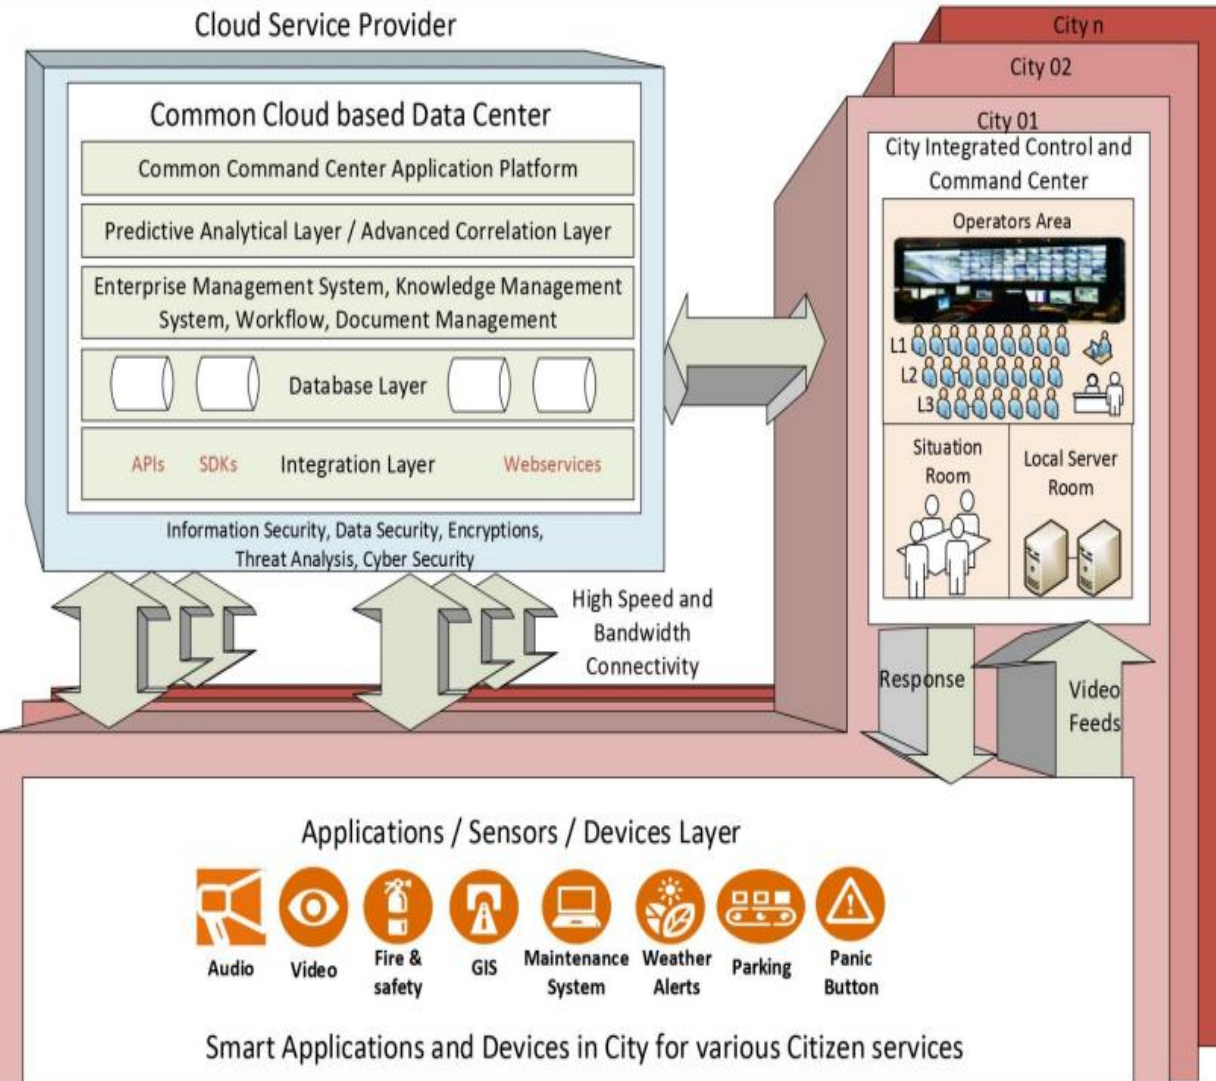 Cloud Service Provider
Common Cloud based Data Center
Common Command Center Application Platform
Predictive Analytical Layer / Advanced Correlation Layer
Enterprise Management System, Knowledge Management
System, Workflow, Document Management
Database Layer
APIs SDKs Integration Layer Webservices
Information Security, Data Security, Encryptions,
Threat Analysis, Cyber Security
High Speed and
Bandwidth
Connectivity
City n
City 02
City 01
City Integrated Control and
Command Center
Operators Area
L1
L2
L3
Situation
Room
Local Server
Room
Response
Video
Feeds
Applications / Sensors / Devices Layer
Audio
Video
Fire &
safety
GIS
Maintenance
System
Weather
Alerts
Parking
Panic
Button
Smart Applications and Devices in City for various Citizen services